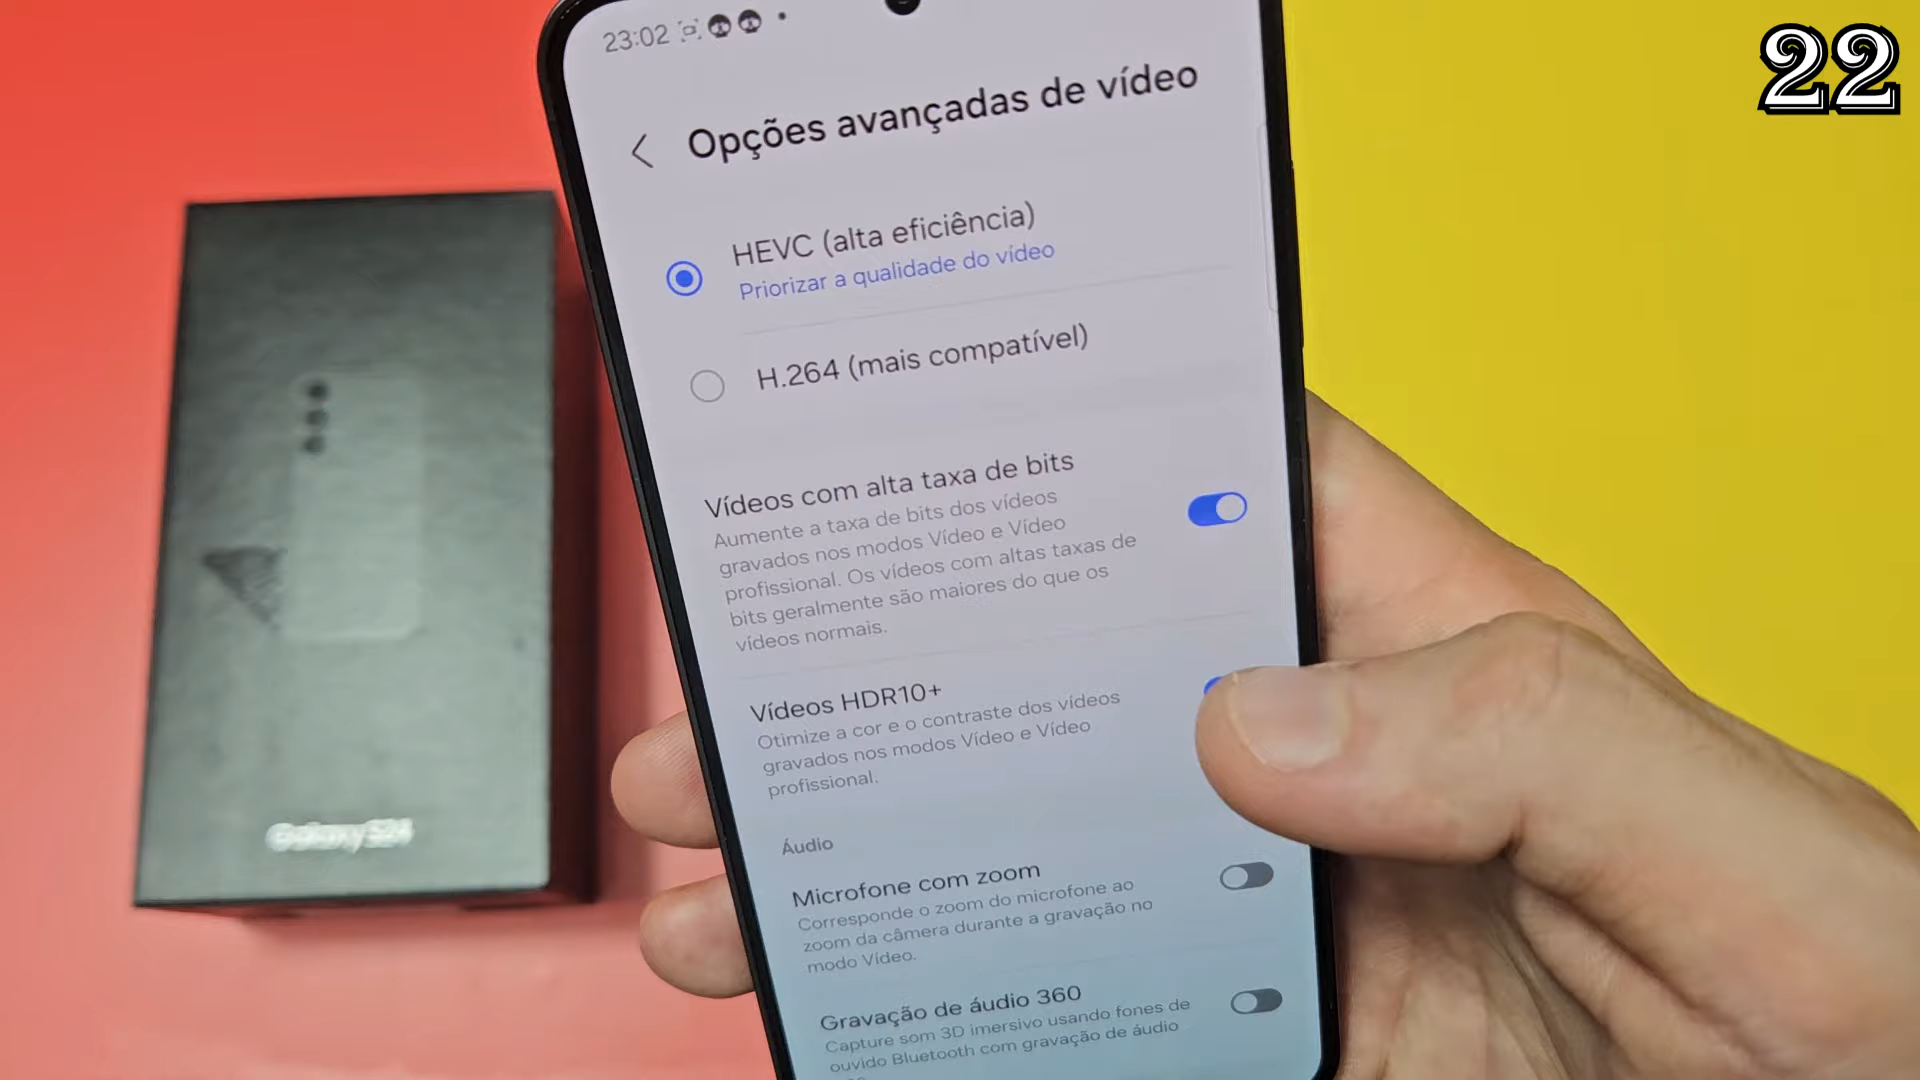 22
23:02
Opções avançadas de vídeo
HEVC (alta eficiência)
Priorizar a qualidade do vídeo
H.264 (mais compatível)
Vídeos com alta taxa de bits
Aumente a taxa de bits dos vídeos
gravados nos modos Vídeo e Vídeo
profissional. Os vídeos com altas taxas de
bits geralmente são maiores do que os
vídeos normais.
Vídeos HDR10+
Otimize a cor e o contraste dos vídeos
gravados nos modos Vídeo e Vídeo
profissional.
Áudio
Microfone com zoom
Corresponde o zoom do microfone ao
zoom da câmera durante a gravação no
modo Vídeo.
Gravação de áudio 360
Capture som 3D imersivo usando fones de
ouvido Bluetooth com gravação de áudio
Galaxy S24